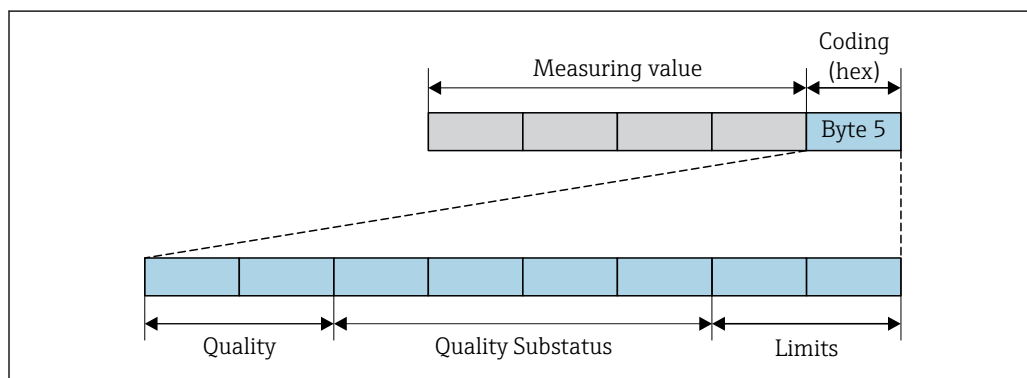 Coding
(hex)
Measuring value
Byte 5
Quality
Quality Substatus
Limits